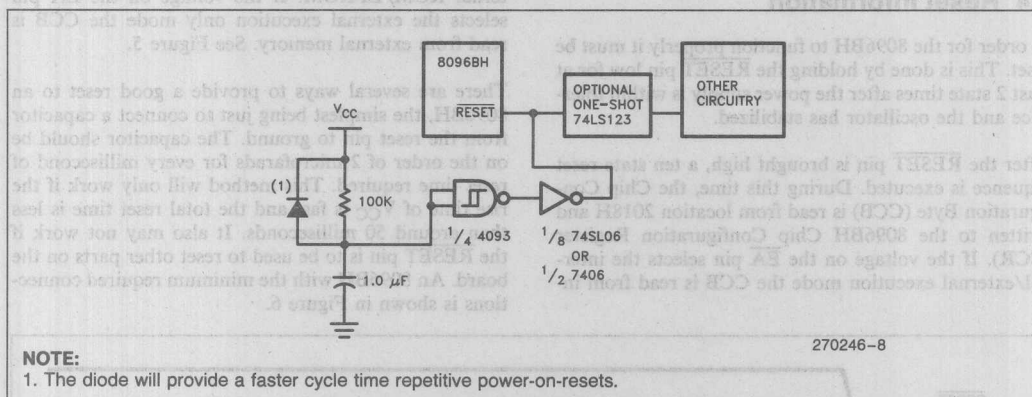 8096BH
RESET
VCC
OPTIONAL
ONE-SHOT
74LS123
OTHER
CIRCUITRY
(1)
100K
1/4 4093
1/8 74SL06
OR
1/2 7406
1.0 μF
270246-8
NOTE:
1. The diode will provide a faster cycle time repetitive power-on-resets.